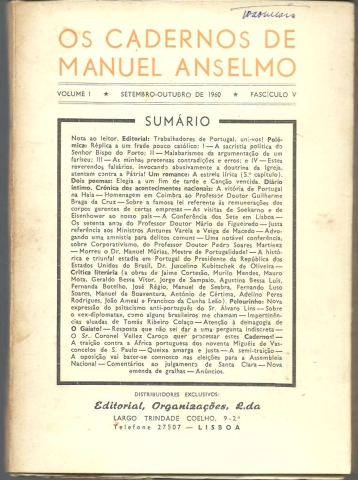 OS CADERNOS DE
MANUEL ANSELMO
VOLUME I ★ SETEMBRO-OUTUBRO DE 1960 ★ FASCÍCULO V
SUMÁRIO
Nota ao leitor. Editorial: Trabalhadores de Portugal, uni-vos! Polé-
mica: Réplica a um frade pouco católico: I — A sacristia política do
Senhor Bispo do Porto; II — Malabarismos da argumentação de um
fariseu; III — As minhas pretensas contradições e erros; e IV — Estes
reverendos, falsários, invocando abusivamente a doutrina da Igreja,
atentam contra a Pátria! Um romance: A estrela lírica (5.º capítulo).
Dois poemas: Elegia a um fim de tarde e Canção vencida. Diário
íntimo. Crónica dos acontecimentos nacionais: A vitória de Portugal
na Haia — Homenagem em Coimbra ao Professor Doutor Guilherme
Braga da Cruz — Sobre a famosa lei referente às remunerações dos
corpos gerentes de certas empresas — As visitas de Soekarno e de
Eisenhower ao nosso país — A Conferência dos Sete em Lisboa —
Os setenta anos do Professor Doutor Mário de Figueiredo — Justa
referência aos Ministros Antunes Varela e Veiga de Macedo —
gando uma amnistia para delitos comuns — Uma notável conferência,
sobre Corporativismo, do Professor Doutor Pedro Soares Martinez
— Morreu o Dr. Manuel Múrias, Mestre de Portugalidade! — A histó-
rica e triunfal estadia em Portugal do Presidente da República dos
Estados Unidos do Brasil, Dr. Juscelino Kubitschek de Oliveira —
Crítica literária (a obras de Jaime Cortesão, Murilo Mendes, Mauro
Mota, Geraldo Bessa Vítor, Jorge de Sampaio, Agustina Bessa Luís,
Fernanda Botelho, José Régio, Manuel de Seabra, Fernando Luso
Soares, Manuel de Boaventura, António de Cértima, Adelino Peres
Rodrigues, João Ameal e Francisco da Cunha Leão). Pelourinho: Nova
expressão do psitacismo anti-português do Sr. Álvaro Lins — Sobre
o «ex-diplomata», como alguns brasileiros me chamam — Impertinên-
cias aluadas de Tomás Ribeiro Colaço — Atenção à demagogia de
O Gaiato! — Resposta que não sei dar a uma pergunta indiscreta —
O Sr. Coronel Vellez Caroço quer processar estes Cadernos! —
A traição contra a África portuguesa dos noventa Miguéis de Vas-
concelos de S. Paulo — Queixa amarga e justa — A semi-traição —
A oposição vai bater-se connosco nas eleições para a Assembleia
Nacional — Comentários ao julgamento de Santa Clara — Nova
emenda de gralhas — Anúncios.
DISTRIBUIDORES EXCLUSIVOS:
Editorial, Organizações, L.da
LARGO TRINDADE COELHO, 9-2.º
Telefone 27507 — LISBOA